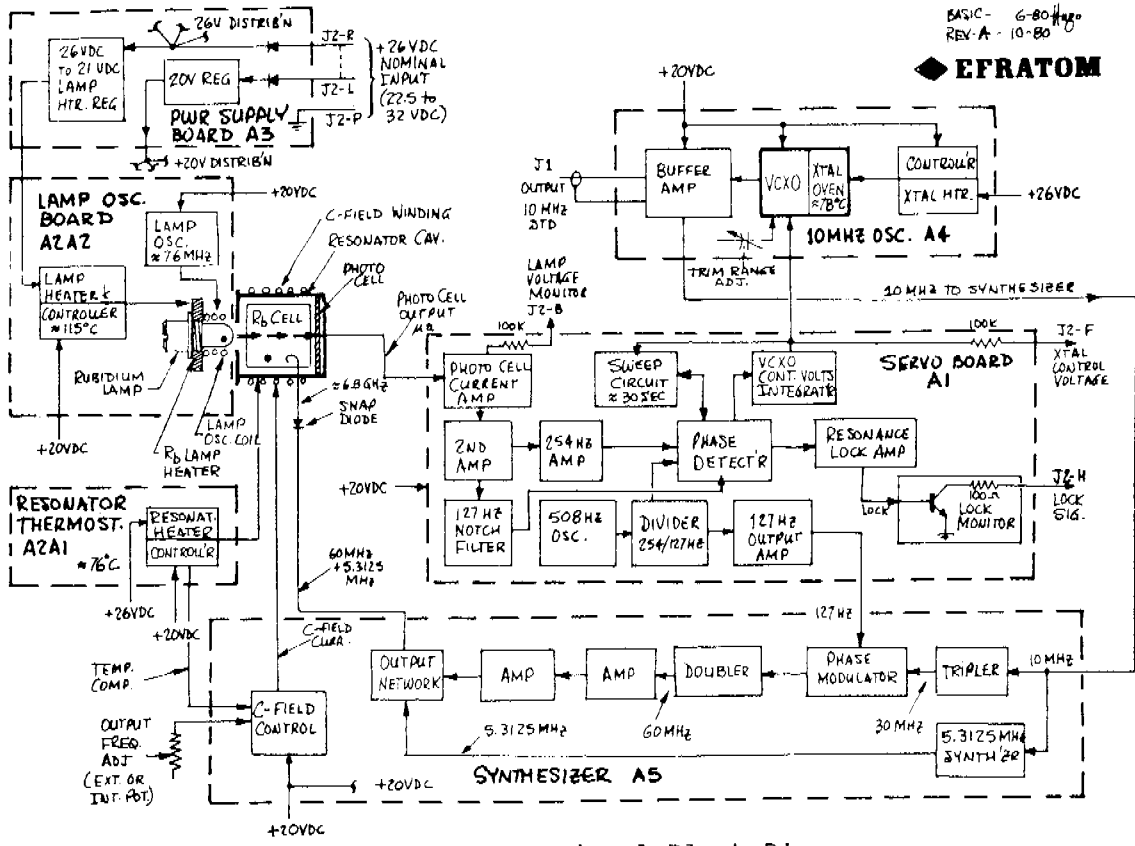 BASIC- 6-80
REV-A- 10-80
EFRATOM
26V DISTRIB'N
26 VDC
to 21 VDC
LAMP
HTR. REG
20V REG
PWR SUPPLY
BOARD A3
J2-R
J2-L
J2-P
+26 VDC
NOMINAL
INPUT
(22.5 to
32 VDC)
+20V DISTRIB'N
+20VDC
J1
OUTPUT
10 MHZ
STD
BUFFER
AMP
VCXO
XTAL
OVEN
≈78°C
CONTROLL'R
XTAL HTR.
+26VDC
10MHZ OSC. A4
TRIM RANGE
ADJ.
10 MHZ TO SYNTHESIZER
LAMP OSC.
BOARD
A2A2
+20VDC
LAMP
OSC.
≈76MHZ
LAMP
HEATER &
CONTROLLER
≈115°C
RUBIDIUM
LAMP
+20VDC
LAMP
OSC. COIL
Rb LAMP
HEATER
C-FIELD WINDING
RESONATOR CAV.
PHOTO
CELL
Rb CELL
PHOTO CELL
OUTPUT
μa
≈6.8GHZ
SNAP
DIODE
LAMP
VOLTAGE
MONITOR
J2-B
100K
PHOTO CELL
CURRENT
AMP
SWEEP
CIRCUIT
≈30SEC
VCXO
CONT. VOLTS
INTEGRAT'R
SERVO BOARD
A1
100K
J2-F
XTAL
CONTROL
VOLTAGE
2ND
AMP
254HZ
AMP
PHASE
DETECT'R
RESONANCE
LOCK AMP
+20VDC
127 HZ
NOTCH
FILTER
508HZ
OSC.
DIVIDER
254/127HZ
127 HZ
OUTPUT
AMP
LOCK
100Ω
LOCK
MONITOR
J2-H
LOCK
SIG.
RESONATOR
THERMOST.
A2A1
≈76°C
RESONAT.
HEATER
CONTROLL'R
+26VDC
+20VDC
60MHZ
+5.3125
MHZ
127 HZ
C-FIELD
CURR.
TEMP.
COMP.
OUTPUT
FREQ.
ADJ
(EXT. OR
INT. POT.)
C-FIELD
CONTROL
+20VDC
+20VDC
OUTPUT
NETWORK
AMP
AMP
DOUBLER
PHASE
MODULATOR
TRIPLER
10 MHZ
5.3125 MHZ
60MHZ
30 MHZ
5.3125MHZ
SYNTH'ZR
SYNTHESIZER A5